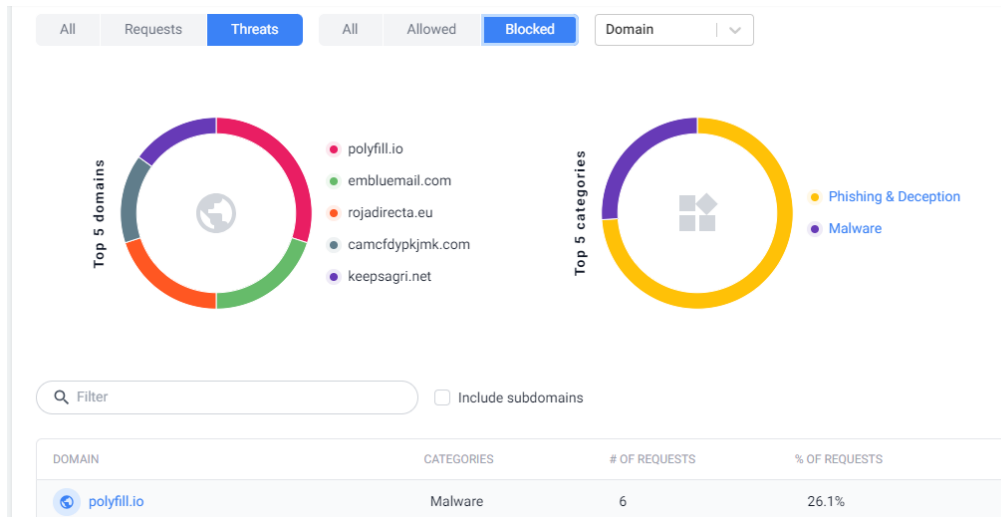 All Requests Threats All Allowed Blocked Domain
Top 5 domains
polyfill.io
embluemail.com
rojadirecta.eu
camcfdypkjmk.com
keepsagri.net
Top 5 categories
Phishing & Deception
Malware
Filter Include subdomains
DOMAIN CATEGORIES # OF REQUESTS % OF REQUESTS
polyfill.io Malware 6 26.1%